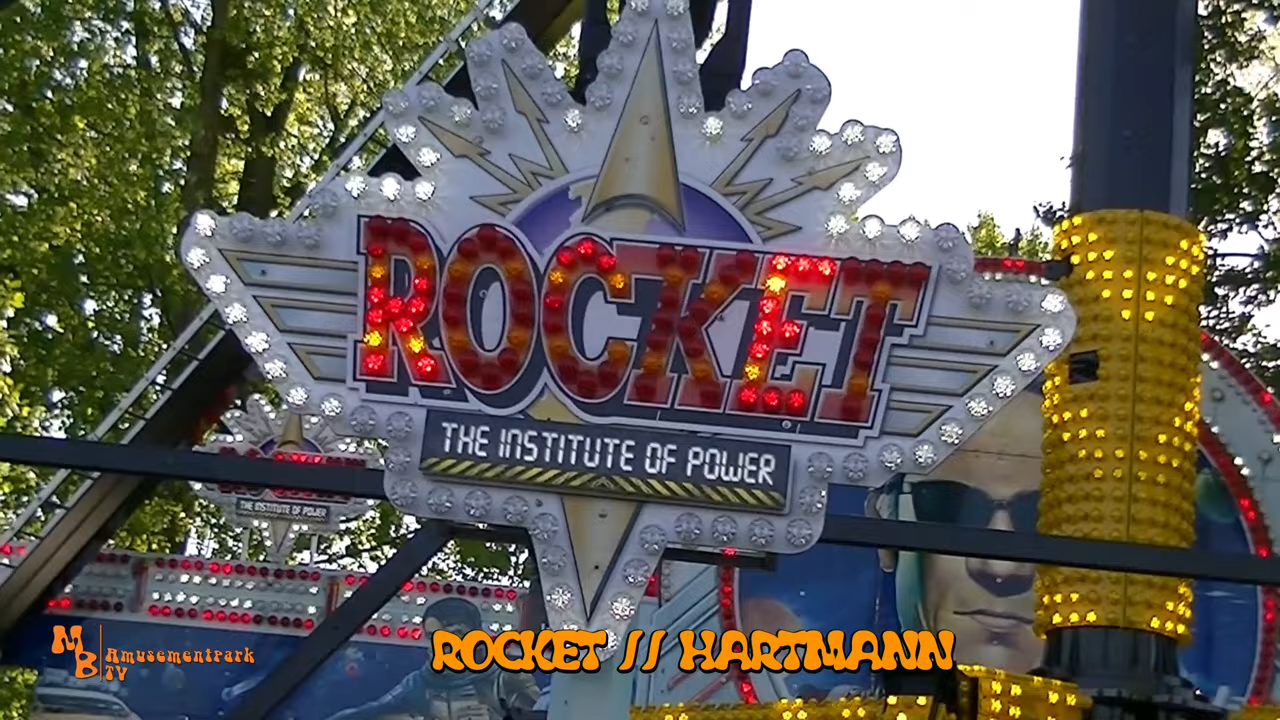 ROCKET
THE INSTITUTE OF POWER
THE INSTITUTE OF POWER
MB Amusementpark TV
ROCKET // HARTMANN